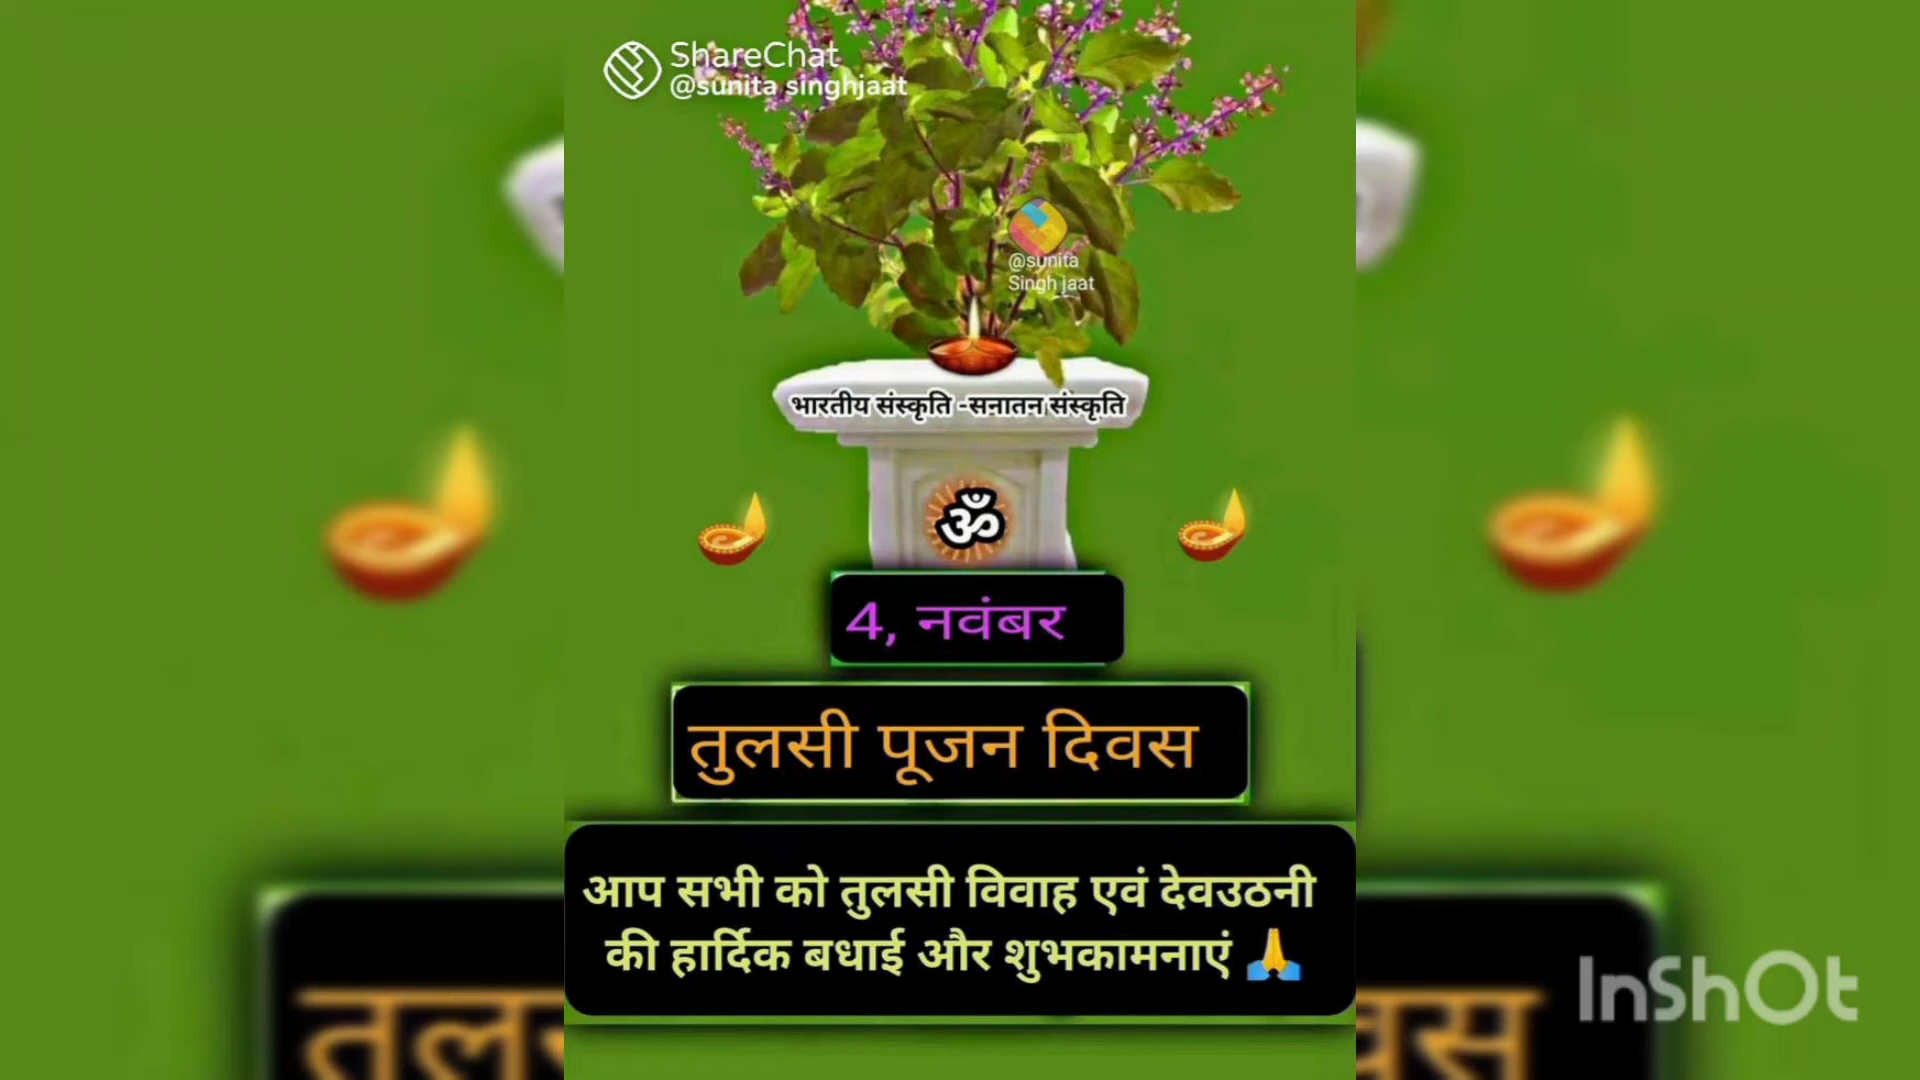 ShareChat
@sunita singhjaat
@sunita
Singh jaat
भारतीय संस्कृति -सनातन संस्कृति
ॐ
4, नवंबर
तुलसी पूजन दिवस
आप सभी को तुलसी विवाह एवं देवउठनी
की हार्दिक बधाई और शुभकामनाएं 🙏
InShOt